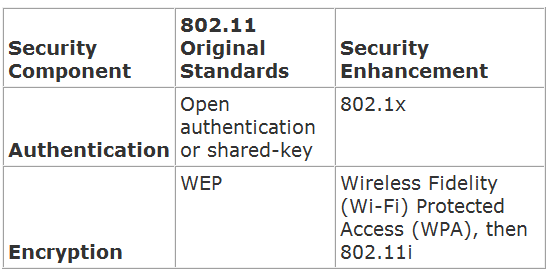 Security Component
802.11 Original Standards
Security Enhancement
Authentication
Open authentication or shared-key
802.1x
Encryption
WEP
Wireless Fidelity (Wi-Fi) Protected Access (WPA), then 802.11i